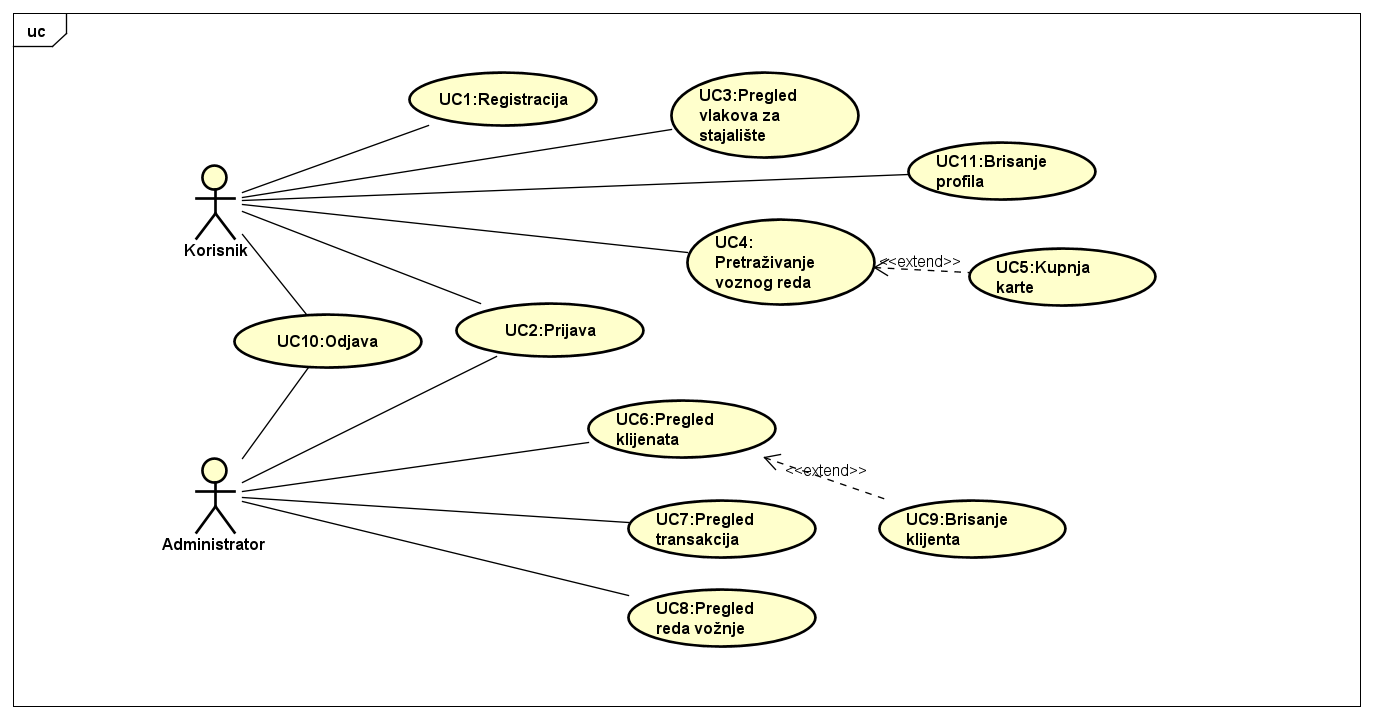 uc
UC1:Registracija
UC3:Pregled
vlakova za
stajalište
UC11:Brisanje
profila
Korisnik
UC4:
Pretraživanje
voznog reda
<<extend>>
UC5:Kupnja
karte
UC10:Odjava
UC2:Prijava
UC6:Pregled
klijenata
<<extend>>
UC7:Pregled
transakcija
UC9:Brisanje
klijenta
Administrator
UC8:Pregled
reda vožnje